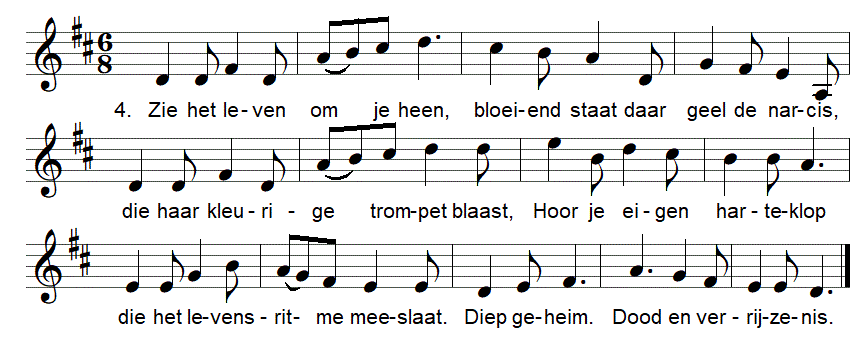 4. Zie het le-ven om je heen, bloei-end staat daar geel de nar-cis,
die haar kleu-ri-ge trom-pet blaast, Hoor je ei-gen har-te-klop
die het le-vens-rit-me mee-slaat. Diep ge-heim. Dood en ver-rij-ze-nis.